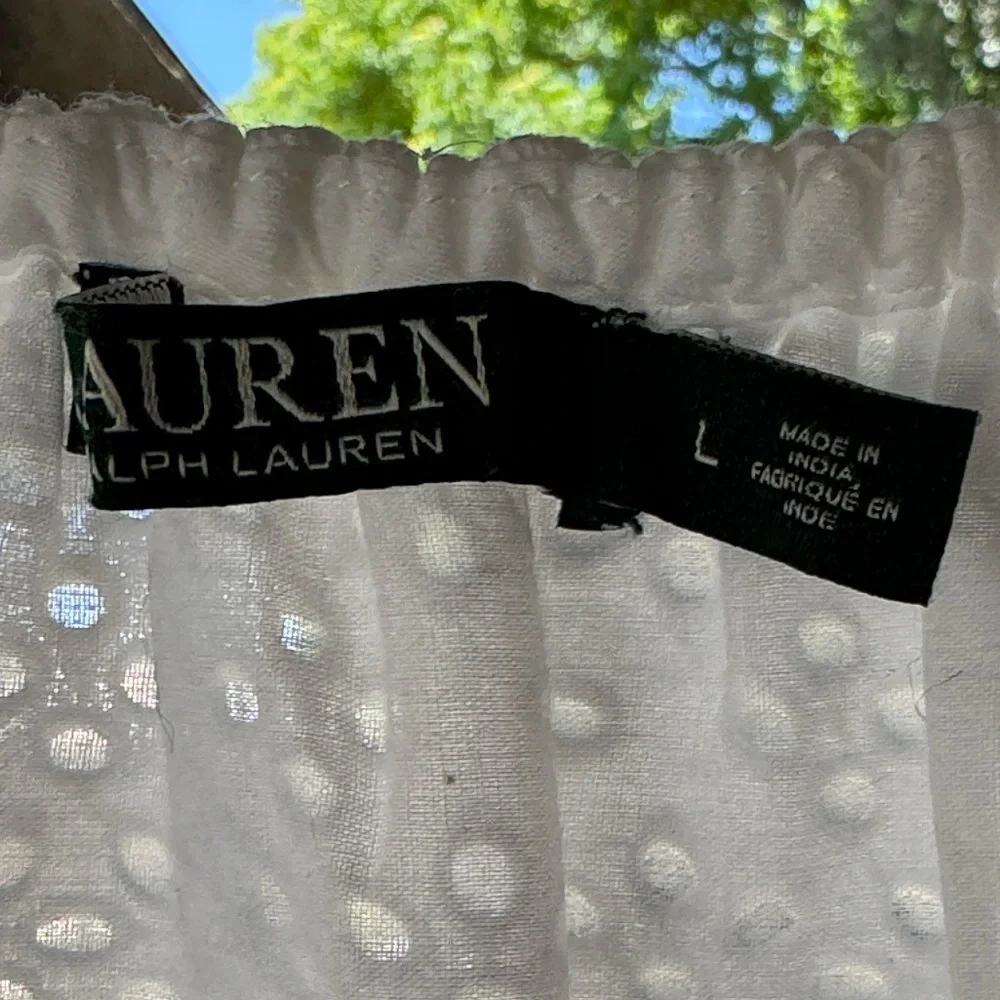 AUREN
ALPH LAUREN
L
MADE IN
INDIA,
FABRIQUÉ EN
INDE